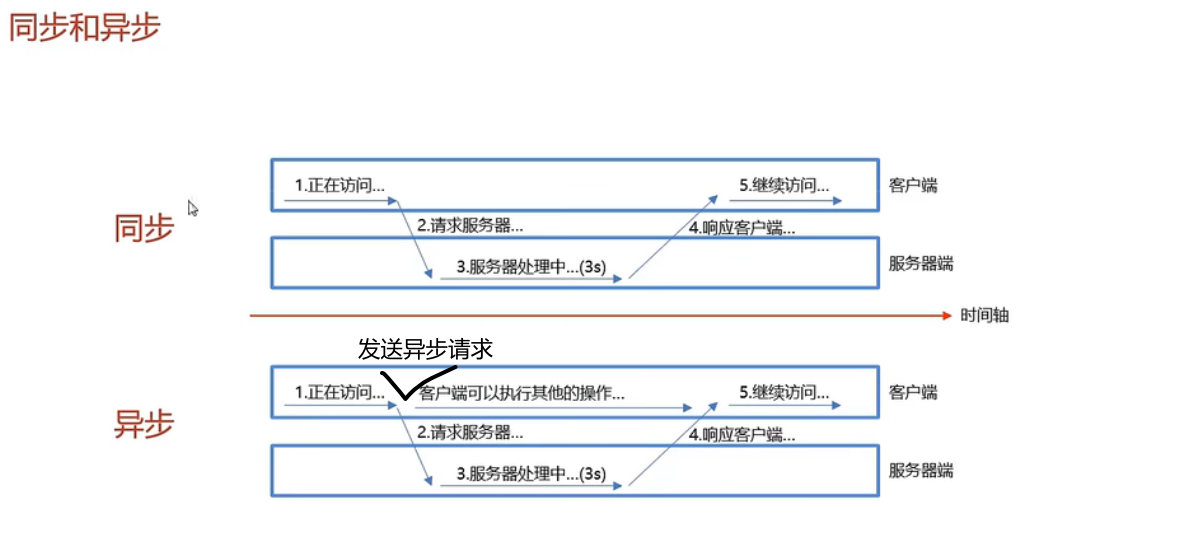 同步和异步
1.正在访问...
5.继续访问...
客户端
同步
2.请求服务器...
4.响应客户端...
3.服务器处理中...(3s)
服务器端
时间轴
发送异步请求
1.正在访问...
客户端可以执行其他的操作...
5.继续访问...
客户端
异步
2.请求服务器...
4.响应客户端...
3.服务器处理中...(3s)
服务器端